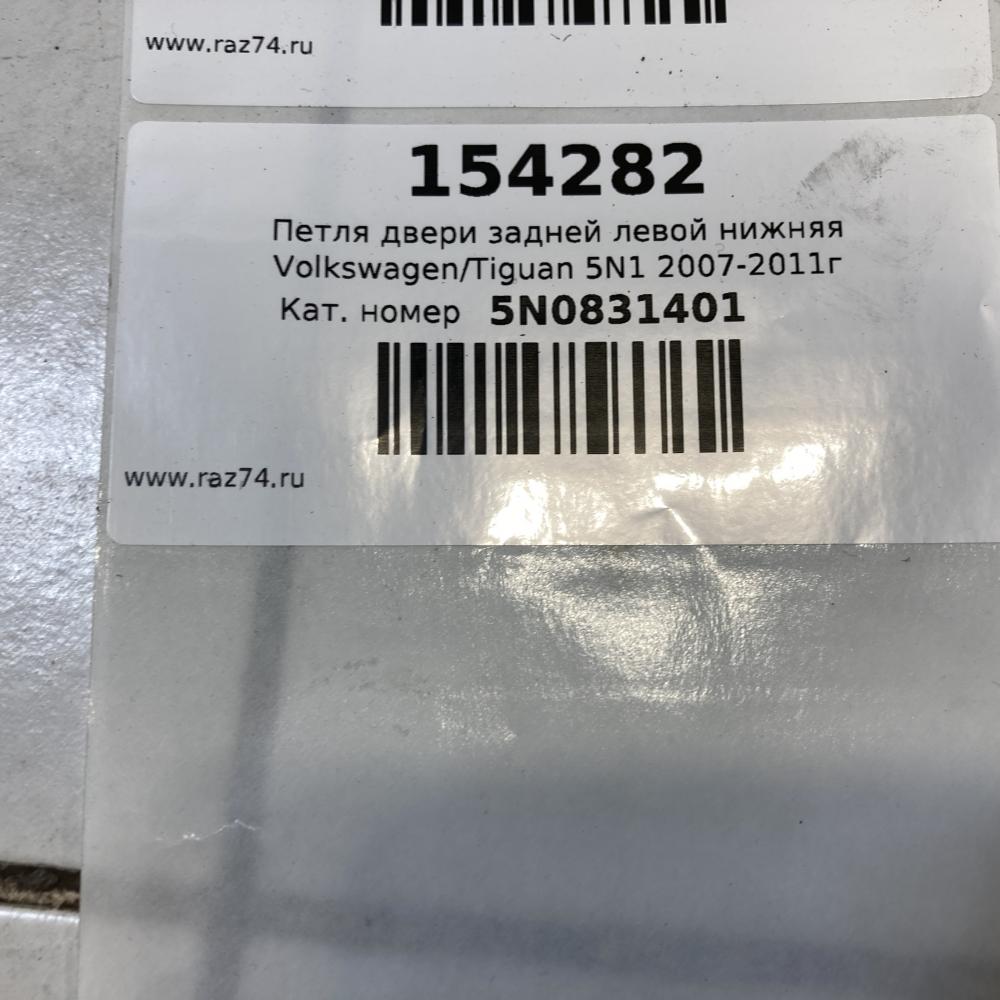 www.raz74.ru
154282
Петля двери задней левой нижняя
Volkswagen/Tiguan 5N1 2007-2011г
Кат. номер 5N0831401
www.raz74.ru